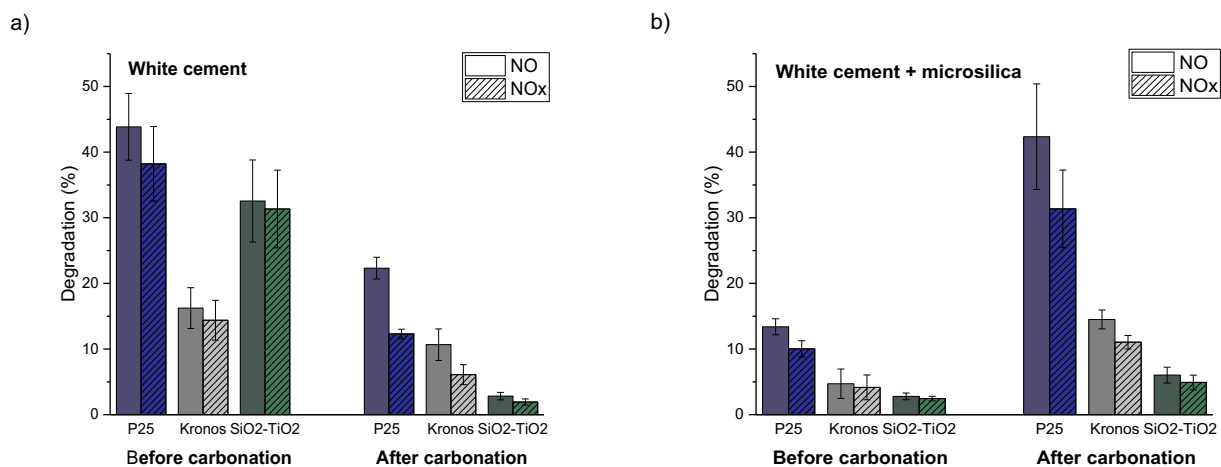 a)
White cement
NO
NOx
Degradation (%)
50
40
30
20
10
0
P25 Kronos SiO2-TiO2 P25 Kronos SiO2-TiO2
Before carbonation After carbonation
b)
White cement + microsilica
NO
NOx
Degradation (%)
50
40
30
20
10
0
P25 Kronos SiO2-TiO2 P25 Kronos SiO2-TiO2
Before carbonation After carbonation